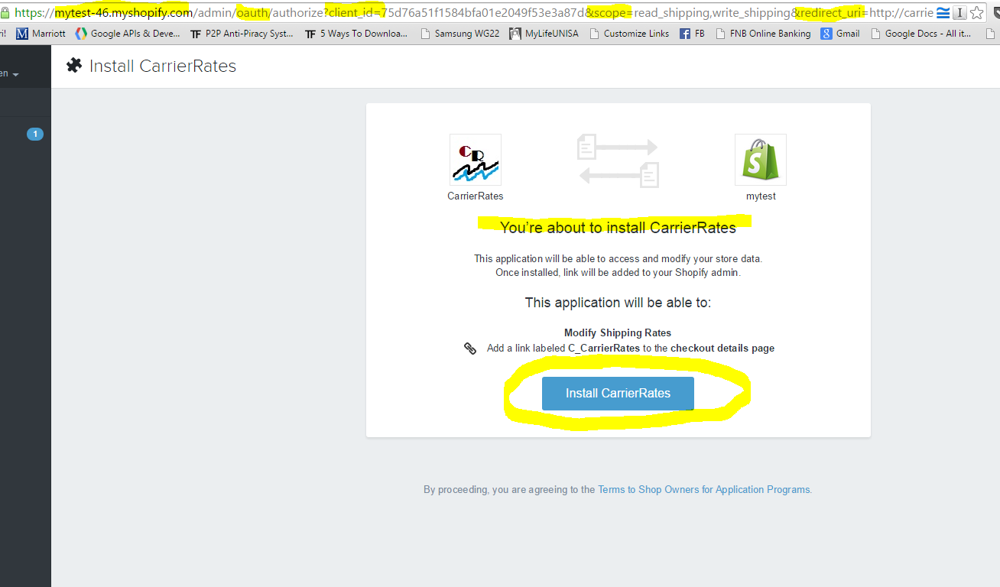 https://mytest-46.myshopify.com/admin/oauth/authorize?client_id=75d76a51f1584bfa01e2049f53e3a87d&scope=read_shipping,write_shipping&redirect_uri=http://carrie
ri! Marriott Google APIs & Deve... TF P2P Anti-Piracy Syst... TF 5 Ways To Downloa... Samsung WG22 MyLifeUNISA Customize Links FB FNB Online Banking Gmail Google Docs - All it...
en
Install CarrierRates
1
CR
S
CarrierRates
mytest
You're about to install CarrierRates
This application will be able to access and modify your store data.
Once installed, link will be added to your Shopify admin.
This application will be able to:
Modify Shipping Rates
Add a link labeled C_CarrierRates to the checkout details page
Install CarrierRates
By proceeding, you are agreeing to the Terms to Shop Owners for Application Programs.